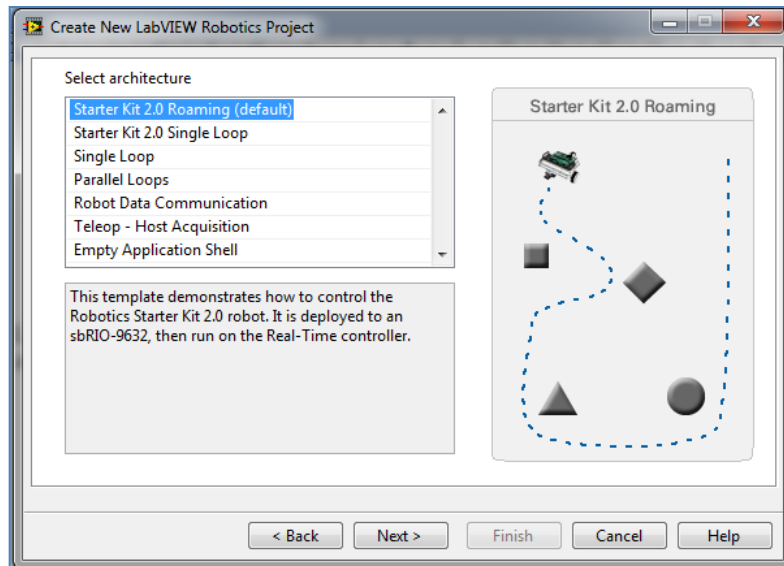 Create New LabVIEW Robotics Project
Select architecture
Starter Kit 2.0 Roaming (default)
Starter Kit 2.0 Single Loop
Single Loop
Parallel Loops
Robot Data Communication
Teleop - Host Acquisition
Empty Application Shell
This template demonstrates how to control the
Robotics Starter Kit 2.0 robot. It is deployed to an
sbRIO-9632, then run on the Real-Time controller.
Starter Kit 2.0 Roaming
< Back
Next >
Finish
Cancel
Help